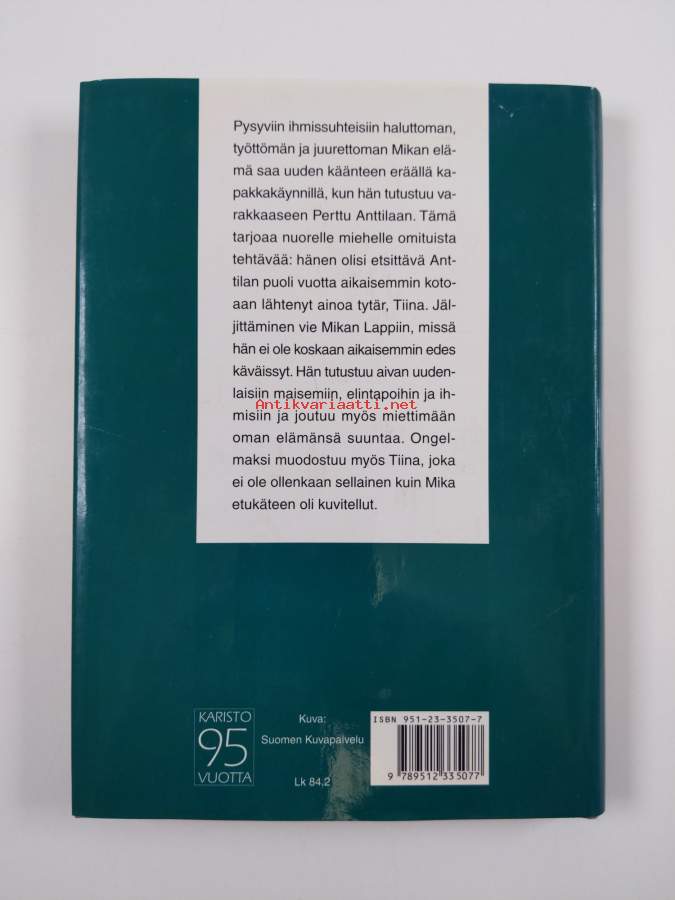 Pysyviin ihmissuhteisiin haluttoman,
työttömän ja juurettoman Mikan elä-
mä saa uuden käänteen eräällä ka-
pakkakäynnillä, kun hän tutustuu va-
rakkaaseen Perttu Anttilaan. Tämä
tarjoaa nuorelle miehelle omituista
tehtävää: hänen olisi etsittävä Ant-
tilan puoli vuotta aikaisemmin koto-
aan lähtenyt ainoa tytär, Tiina. Jäl-
jittäminen vie Mikan Lappiin, missä
hän ei ole koskaan aikaisemmin edes
käväissyt. Hän tutustuu aivan uuden-
laisiin maisemiin, elintapoihin ja ih-
Antikvariaatti.net
misiin ja joutuu myös miettimään
oman elämänsä suuntaa. Ongel-
maksi muodostuu myös Tiina, joka
ei ole ollenkaan sellainen kuin Mika
etukäteen oli kuvitellut.
KARISTO
95
VUOTTA
Kuva:
Suomen Kuvapalvelu
Lk 84,2
ISBN 951-23-3507-7
9 789512 335077